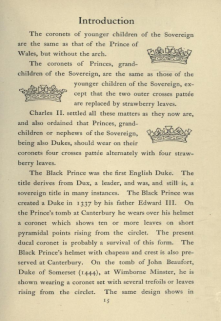 Introduction
The coronets of younger children of the Sovereign
are the same as that of the Prince of
Wales, but without the arch.
The coronets of Princes, grand-
children of the Sovereign, are the same as those of the
younger children of the Sovereign, ex-
cept that the two outer crosses pattée
are replaced by strawberry leaves.
Charles II. settled all these matters as they now are,
and also ordained that Princes, grand-
children or nephews of the Sovereign,
being also Dukes, should wear on their
coronets four crosses pattée alternately with four straw-
berry leaves.
The Black Prince was the first English Duke. The
title derives from Dux, a leader, and was, and still is, a
sovereign title in many instances. The Black Prince was
created a Duke in 1337 by his father Edward III. On
the Prince's tomb at Canterbury he wears over his helmet
a coronet which shows ten or more leaves on short
pyramidal points rising from the circlet. The present
ducal coronet is probably a survival of this form. The
Black Prince's helmet with chapeau and crest is also pre-
served at Canterbury. On the tomb of John Beaufort,
Duke of Somerset (1444), at Wimborne Minster, he is
shown wearing a coronet with several trefoils or leaves
rising from the circlet. The same design shows in
15